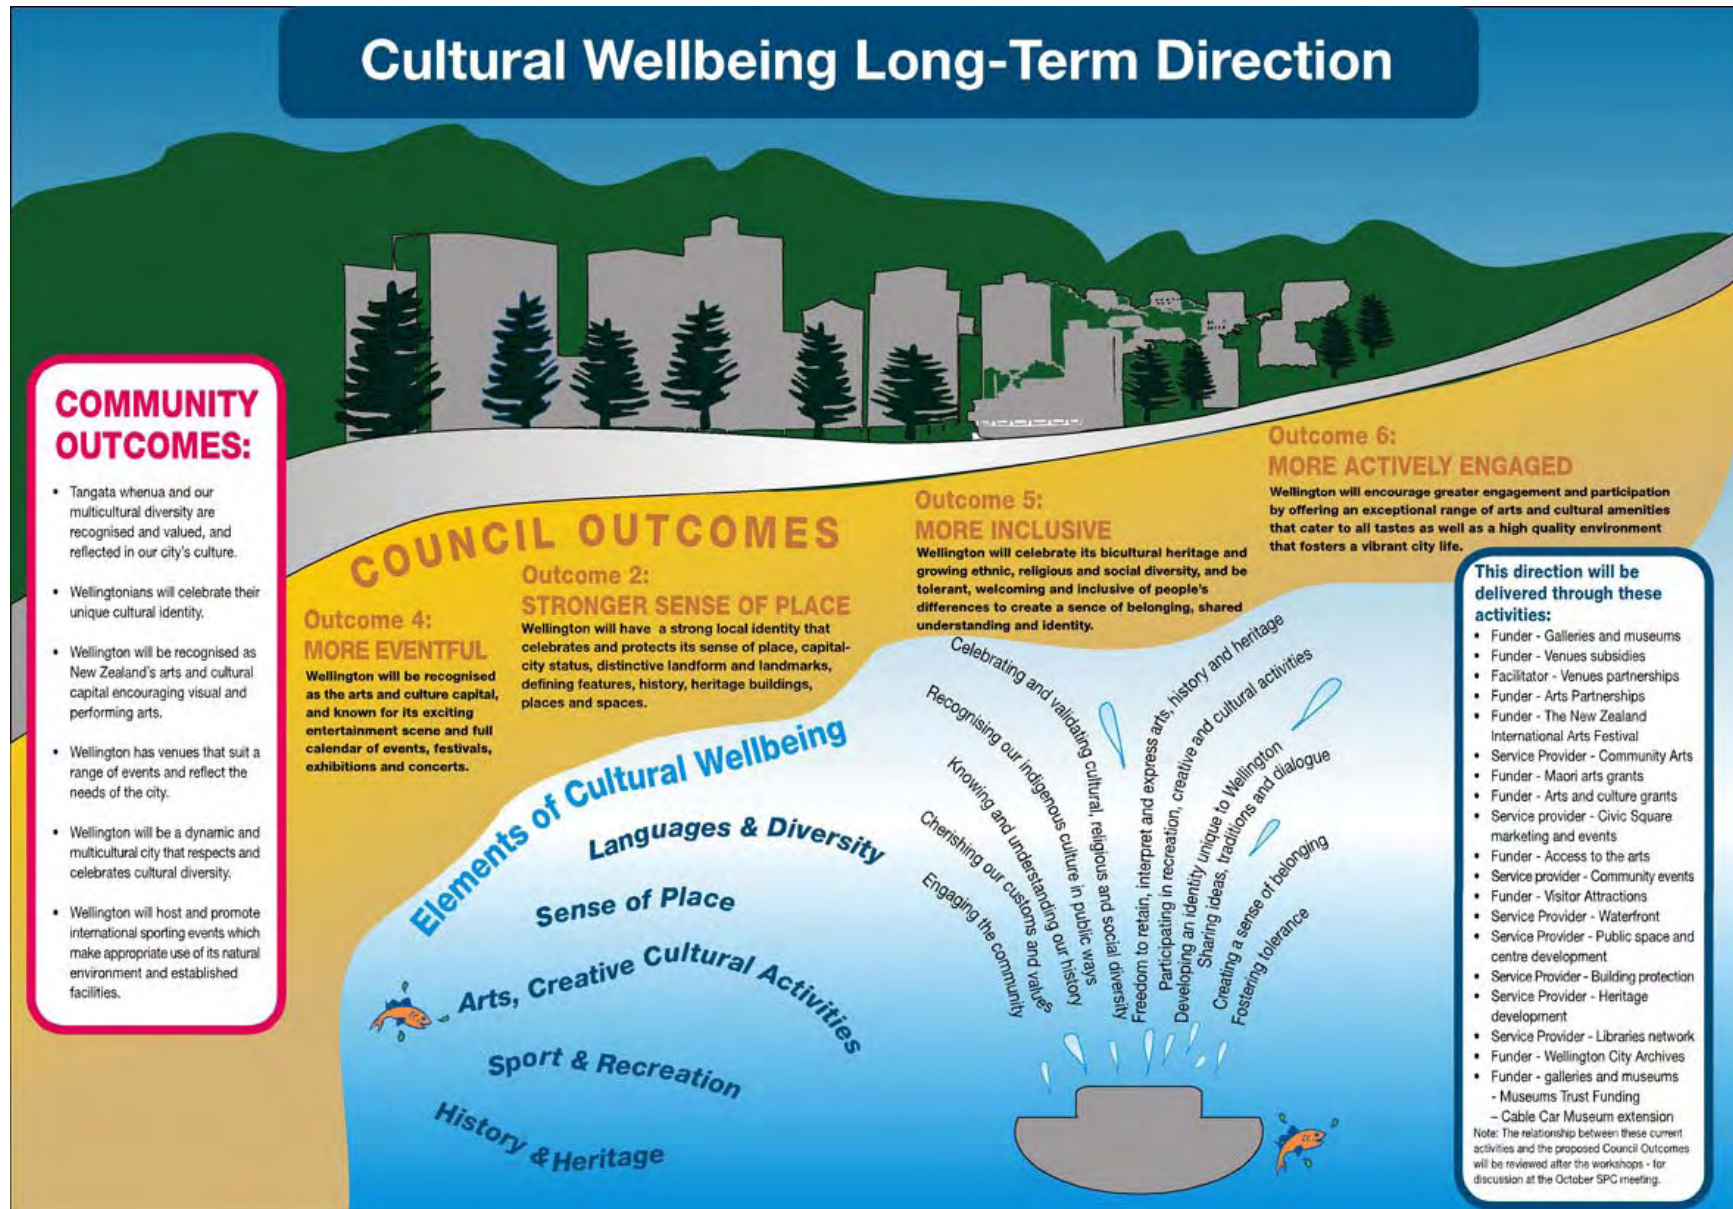 Cultural Wellbeing Long-Term Direction
COMMUNITY
OUTCOMES:
• Tangata whenua and our
multicultural diversity are
recognised and valued, and
reflected in our city's culture.
• Wellingtonians will celebrate their
unique cultural identity.
• Wellington will be recognised as
New Zealand's arts and cultural
capital encouraging visual and
performing arts.
• Wellington has venues that suit a
range of events and reflect the
needs of the city.
• Wellington will be a dynamic and
multicultural city that respects and
celebrates cultural diversity.
• Wellington will host and promote
international sporting events which
make appropriate use of its natural
environment and established
facilities.
COUNCIL OUTCOMES
Outcome 4:
MORE EVENTFUL
Wellington will be recognised
as the arts and culture capital,
and known for its exciting
entertainment scene and full
calendar of events, festivals,
exhibitions and concerts.
Outcome 2:
STRONGER SENSE OF PLACE
Wellington will have a strong local identity that
celebrates and protects its sense of place, capital-
city status, distinctive landform and landmarks,
defining features, history, heritage buildings,
places and spaces.
Outcome 5:
MORE INCLUSIVE
Wellington will celebrate its bicultural heritage and
growing ethnic, religious and social diversity, and be
tolerant, welcoming and inclusive of people's
differences to create a sence of belonging, shared
understanding and identity.
Outcome 6:
MORE ACTIVELY ENGAGED
Wellington will encourage greater engagement and participation
by offering an exceptional range of arts and cultural amenities
that cater to all tastes as well as a high quality environment
that fosters a vibrant city life.
Elements of Cultural Wellbeing
Languages & Diversity
Sense of Place
Arts, Creative Cultural Activities
Sport & Recreation
History & Heritage
Celebrating and validating cultural, religious and social diversity
Recognising our indigenous culture in public ways
Knowing and understanding our history
Cherishing our customs and values
Engaging the community
Freedom to retain, interpret and express arts, history and heritage
Participating in recreation, creative and cultural activities
Developing an identity unique to Wellington
Sharing ideas, traditions and dialogue
Creating a sense of belonging
Fostering tolerance
This direction will be
delivered through these
activities:
• Funder - Galleries and museums
• Funder - Venues subsidies
• Facilitator - Venues partnerships
• Funder - Arts Partnerships
• Funder - The New Zealand
International Arts Festival
• Service Provider - Community Arts
• Funder - Maori arts grants
• Funder - Arts and culture grants
• Service provider - Civic Square
marketing and events
• Funder - Access to the arts
• Service provider - Community events
• Funder - Visitor Attractions
• Service Provider - Waterfront
• Service Provider - Public space and
centre development
• Service Provider - Building protection
• Service Provider - Heritage
development
• Service Provider - Libraries network
• Funder - Wellington City Archives
• Funder - galleries and museums
- Museums Trust Funding
– Cable Car Museum extension
Note: The relationship between these current
activities and the proposed Council Outcomes
will be reviewed after the workshops - for
discussion at the October SPC meeting.